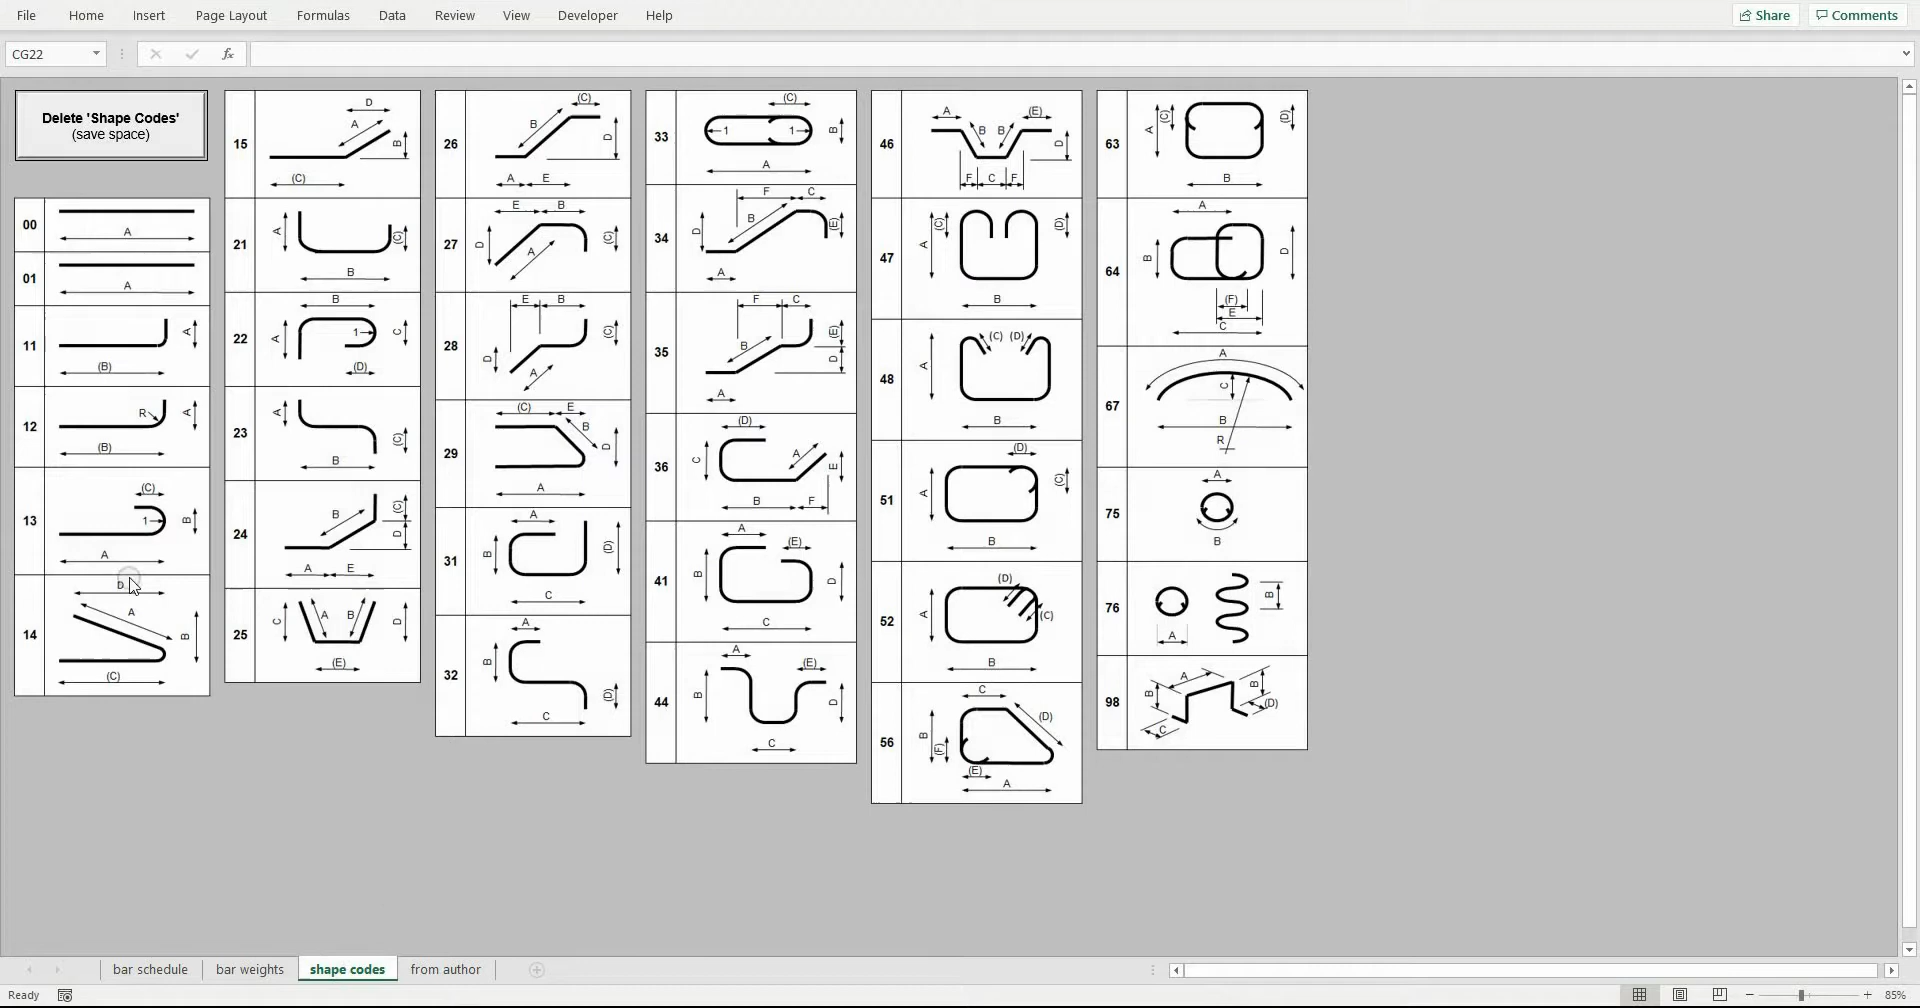 File Home Insert Page Layout Formulas Data Review View Developer Help Share Comments
CG22 fx
Delete 'Shape Codes'
(save space)
00
A
01
A
11
A
(B)
12
R
A
(B)
13
(C)
1
B
A
14
D
A
B
(C)
15
D
A
B
(C)
21
A
(C)
B
22
B
A
1
C
(D)
23
A
(C)
B
24
B
(C)
D
A E
25
C
A B
D
(E)
26
(C)
B
D
A E
27
E B
D
A
(C)
28
E B
(C)
D
A
29
(C) E
B
D
A
31
A
B
(D)
C
32
A
B
(D)
C
33
(C)
1 1
B
A
34
F C
D
B
(E)
A
35
F C
B
(E)
D
A
36
(D)
C
A
E
B F
41
A
(E)
B
D
C
44
A
(E)
B
D
C
46
A (E)
B B
D
F C F
47
(C)
(D)
A
B
48
A
(C) (D)
B
51
(D)
A
(C)
B
52
(D)
A
(C)
B
56
C
(D)
B
(F)
(E)
A
63
A
(C)
(D)
B
64
A
B
D
(F)
E
C
67
A
C
B
R
75
A
B
76
B
A
98
A
B
B
(D)
C
bar schedule bar weights shape codes from author
Ready 85%